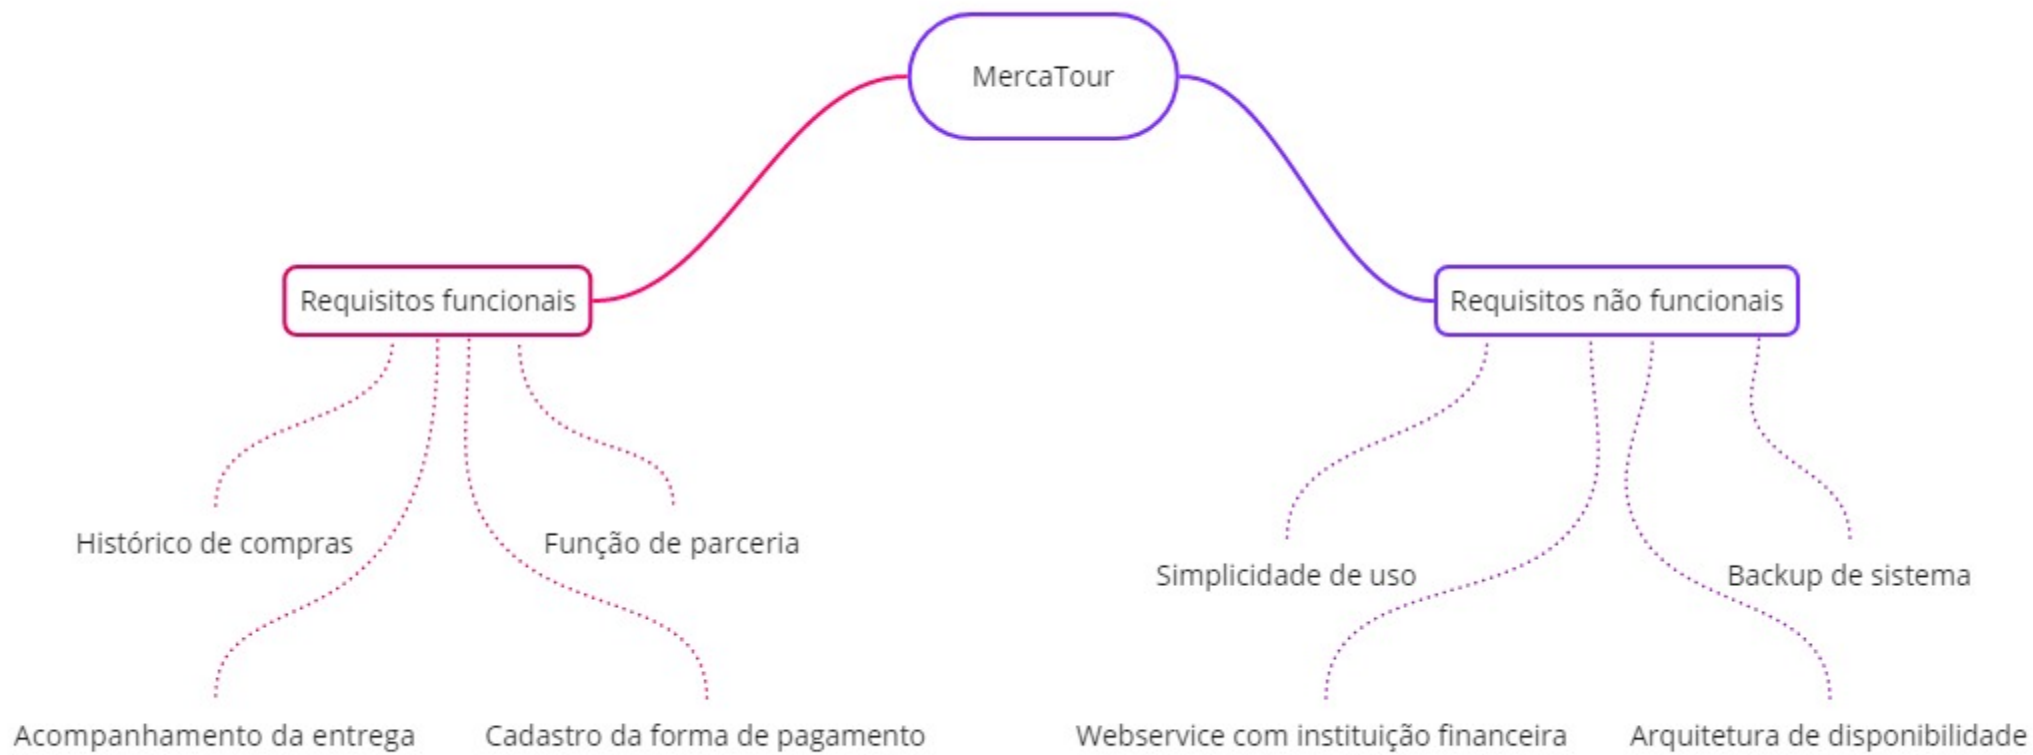 MercaTour
Requisitos funcionais
Requisitos não funcionais
Histórico de compras
Função de parceria
Simplicidade de uso
Backup de sistema
Acompanhamento da entrega
Cadastro da forma de pagamento
Webservice com instituição financeira
Arquitetura de disponibilidade